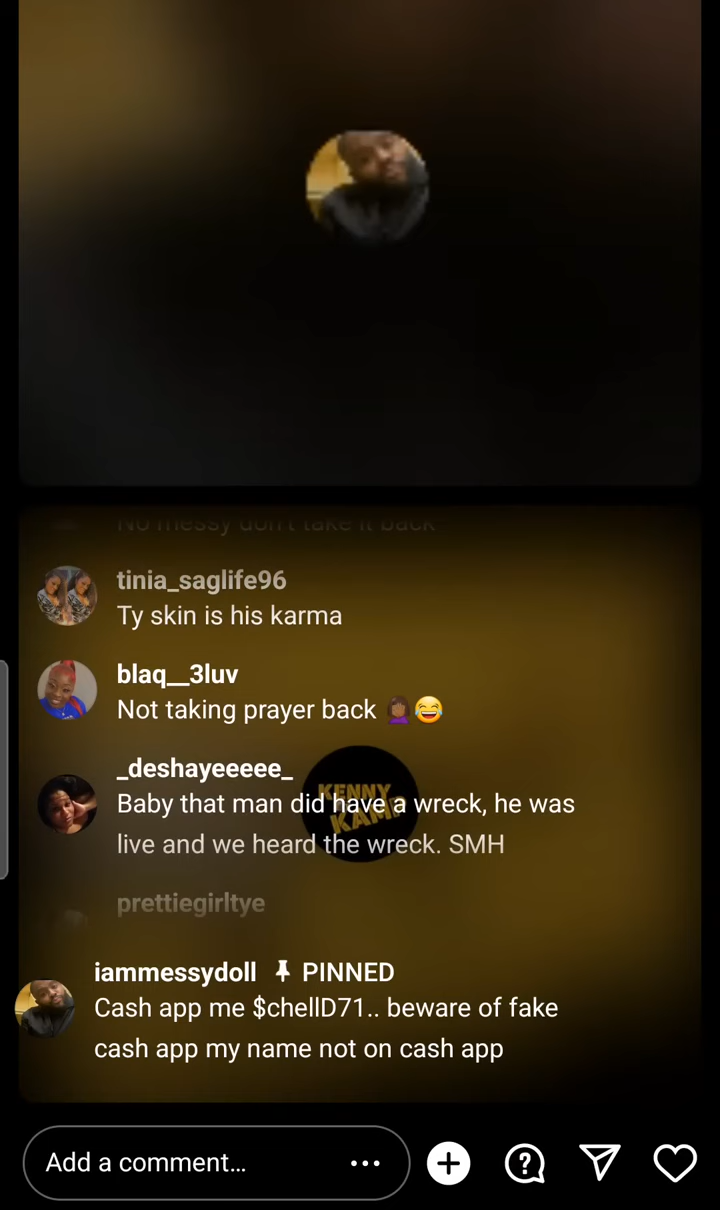 No messy don't take it back
tinia_saglife96
Ty skin is his karma
blaq__3luv
Not taking prayer back 🤦🏾‍♀️😂
_deshayeeeee_
KENNY
Baby that man did have a wreck, he was
KAMP
live and we heard the wreck. SMH
prettiegirltye
iammessydoll PINNED
Cash app me $chellD71.. beware of fake
cash app my name not on cash app
Add a comment...